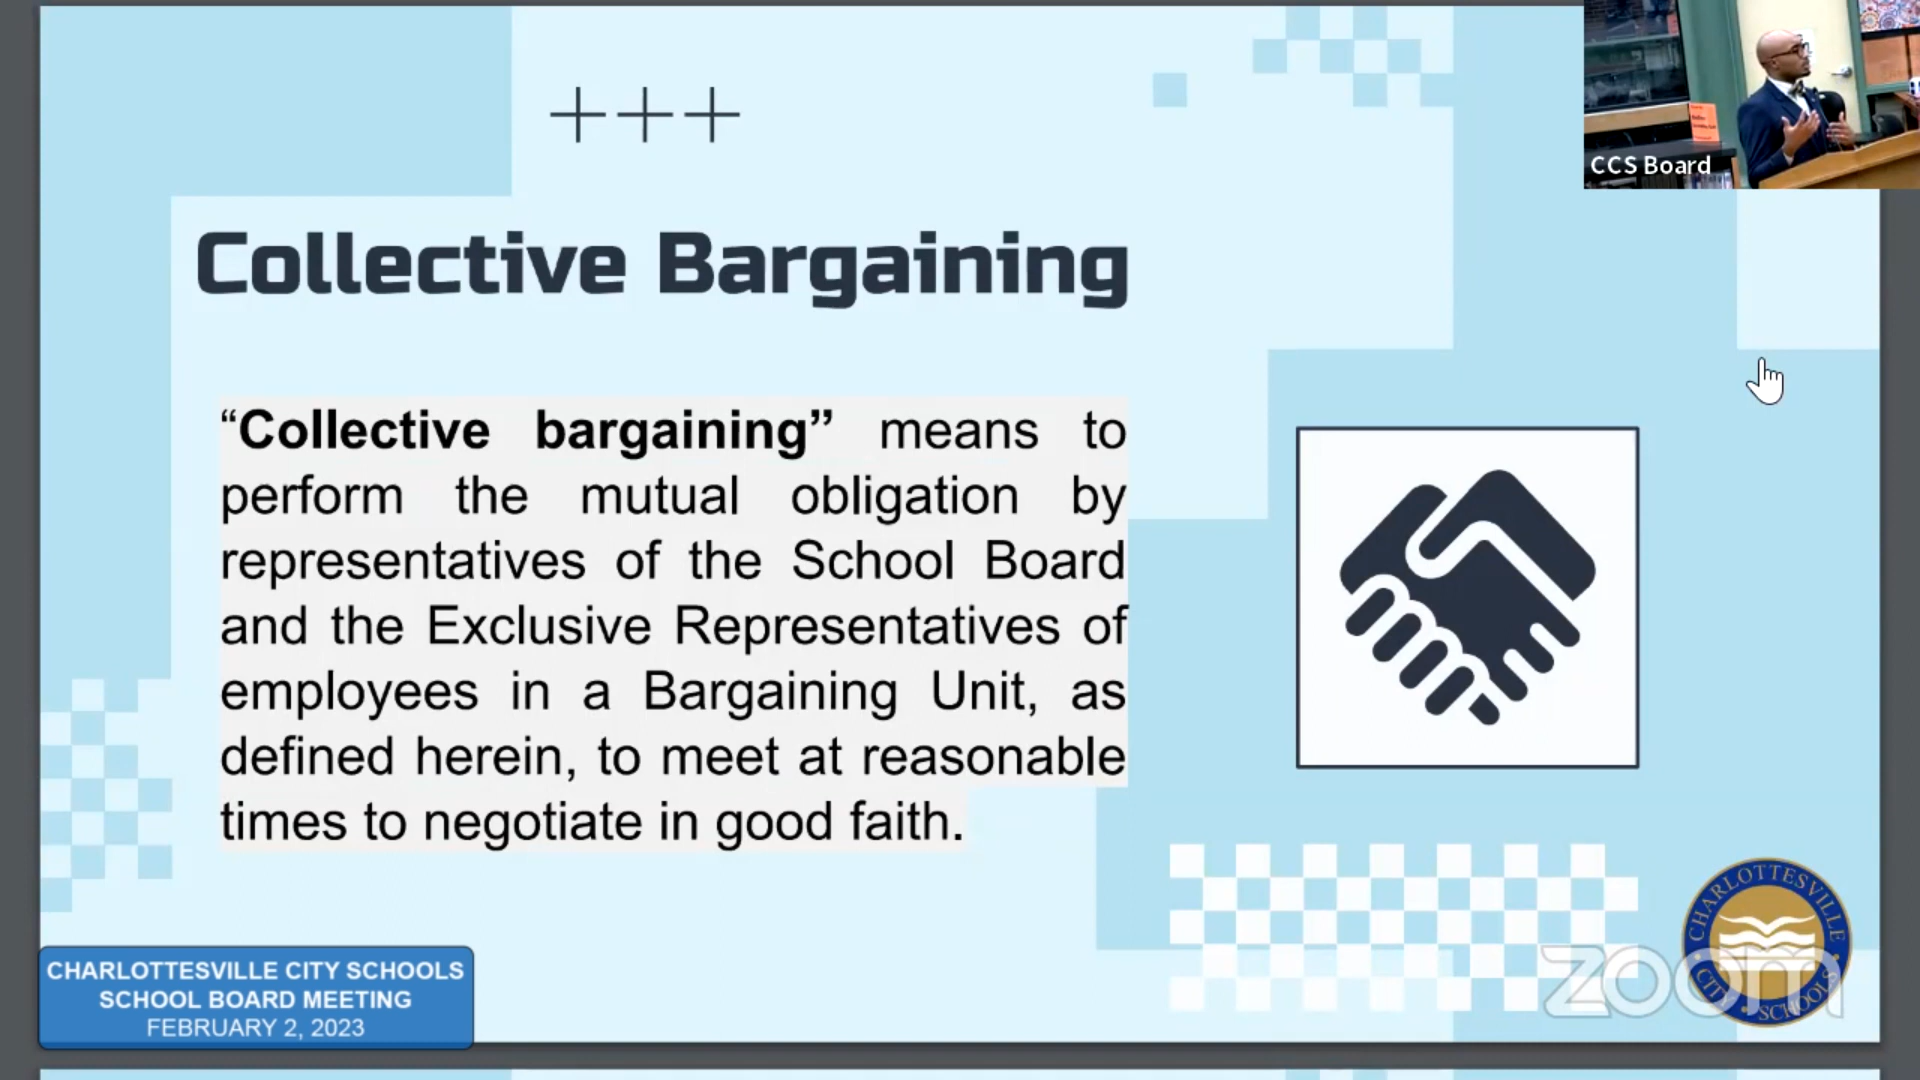 CCS Board
Collective Bargaining
“Collective bargaining” means to
perform the mutual obligation by
representatives of the School Board
and the Exclusive Representatives of
employees in a Bargaining Unit, as
defined herein, to meet at reasonable
times to negotiate in good faith.
CHARLOTTESVILLE CITY SCHOOLS
SCHOOL BOARD MEETING
FEBRUARY 2, 2023
CHARLOTTESVILLE
CITY SCHOOLS
zoom